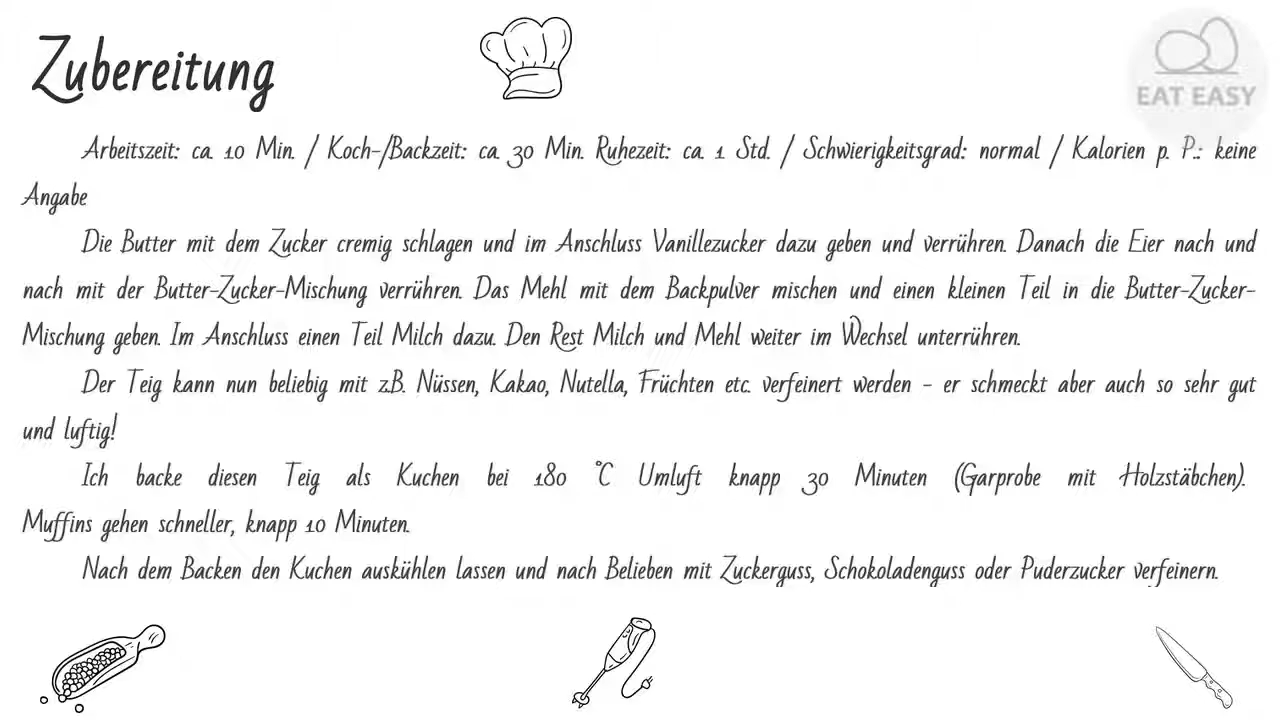 Zubereitung
EAT EASY
Arbeitszeit: ca. 10 Min. / Koch-/Backzeit: ca. 30 Min. Ruhezeit: ca. 1 Std. / Schwierigkeitsgrad: normal / Kalorien p. P.: keine
Angabe
Die Butter mit dem Zucker cremig schlagen und im Anschluss Vanillezucker dazu geben und verrühren. Danach die Eier nach und
nach mit der Butter-Zucker-Mischung verrühren. Das Mehl mit dem Backpulver mischen und einen kleinen Teil in die Butter-Zucker-
Mischung geben. Im Anschluss einen Teil Milch dazu. Den Rest Milch und Mehl weiter im Wechsel unterrühren.
Der Teig kann nun beliebig mit z.B. Nüssen, Kakao, Nutella, Früchten etc. verfeinert werden - er schmeckt aber auch so sehr gut
und luftig!
Ich backe diesen Teig als Kuchen bei 180 °C Umluft knapp 30 Minuten (Garprobe mit Holzstäbchen).
Muffins gehen schneller, knapp 10 Minuten.
Nach dem Backen den Kuchen auskühlen lassen und nach Belieben mit Zuckerguss, Schokoladenguss oder Puderzucker verfeinern.